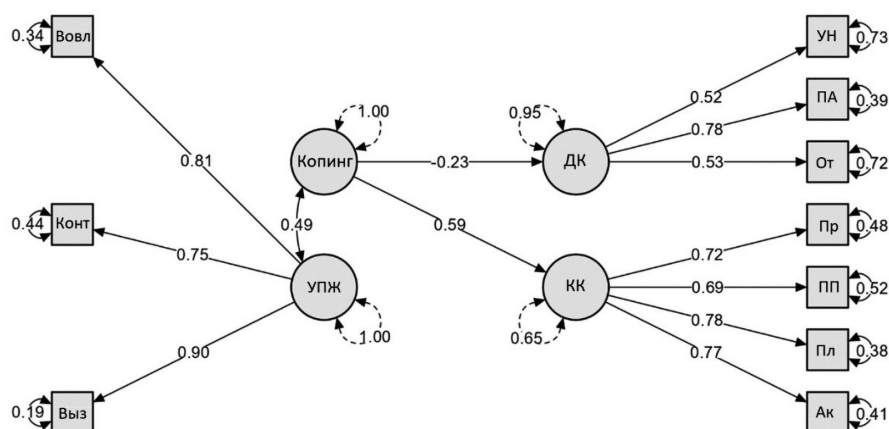 0.34
Вовл
УН
0.73
1.00
0.95
0.52
ПА
0.39
0.78
0.81
Копинг
-0.23
ДК
0.53
От
0.72
0.44
Конт
0.49
0.59
Пр
0.48
0.75
0.72
УПЖ
КК
0.69
ПП
0.52
0.78
0.90
1.00
0.65
0.77
Пл
0.38
0.19
Выз
Ак
0.41